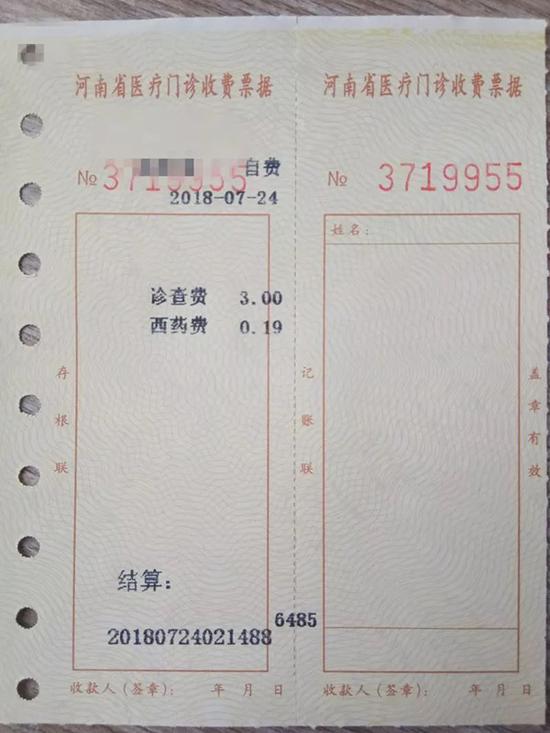 河南省医疗门诊收费票据
№ 3719955
自费
2018-07-24
诊查费 3.00
西药费 0.19
存根联
结算:
20180724021488
6485
收款人(签章): 年 月 日
河南省医疗门诊收费票据
№ 3719955
姓名:
记账联
盖章有效
收款人(签章): 年 月 日